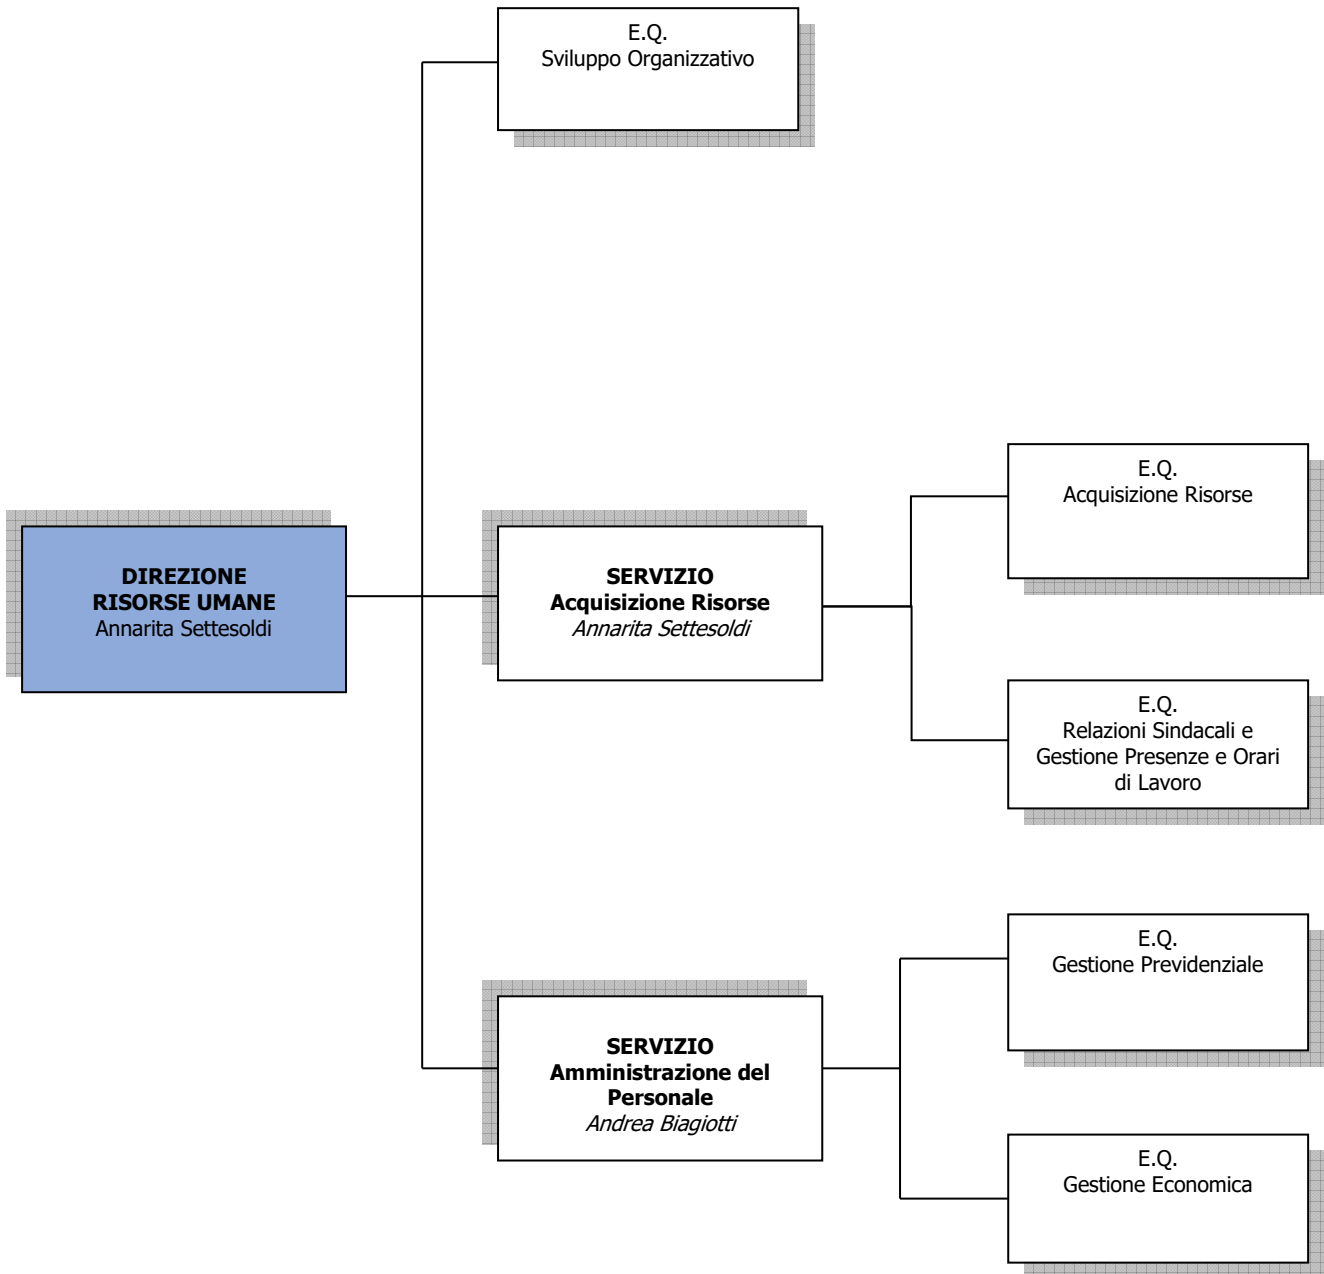 E.Q.
Sviluppo Organizzativo
DIREZIONE
RISORSE UMANE
Annarita Settesoldi
SERVIZIO
Acquisizione Risorse
Annarita Settesoldi
E.Q.
Acquisizione Risorse
E.Q.
Relazioni Sindacali e
Gestione Presenze e Orari
di Lavoro
SERVIZIO
Amministrazione del
Personale
Andrea Biagiotti
E.Q.
Gestione Previdenziale
E.Q.
Gestione Economica